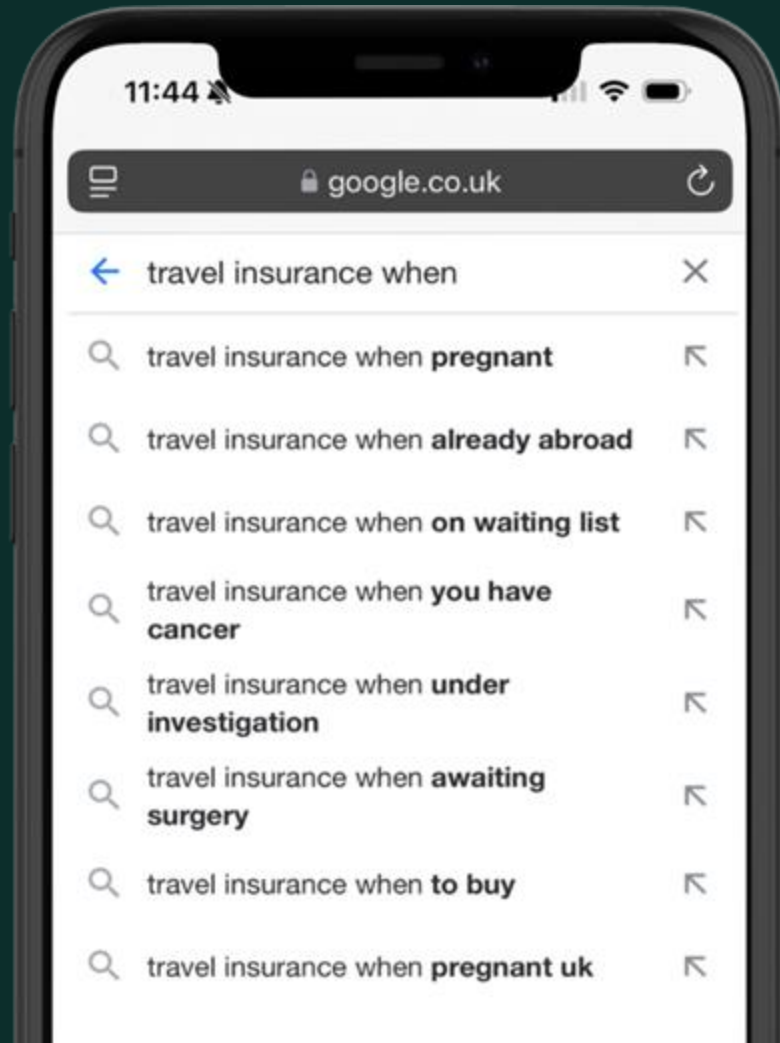 11:44
google.co.uk
travel insurance when
travel insurance when pregnant
travel insurance when already abroad
travel insurance when on waiting list
travel insurance when you have
cancer
travel insurance when under
investigation
travel insurance when awaiting
surgery
travel insurance when to buy
travel insurance when pregnant uk